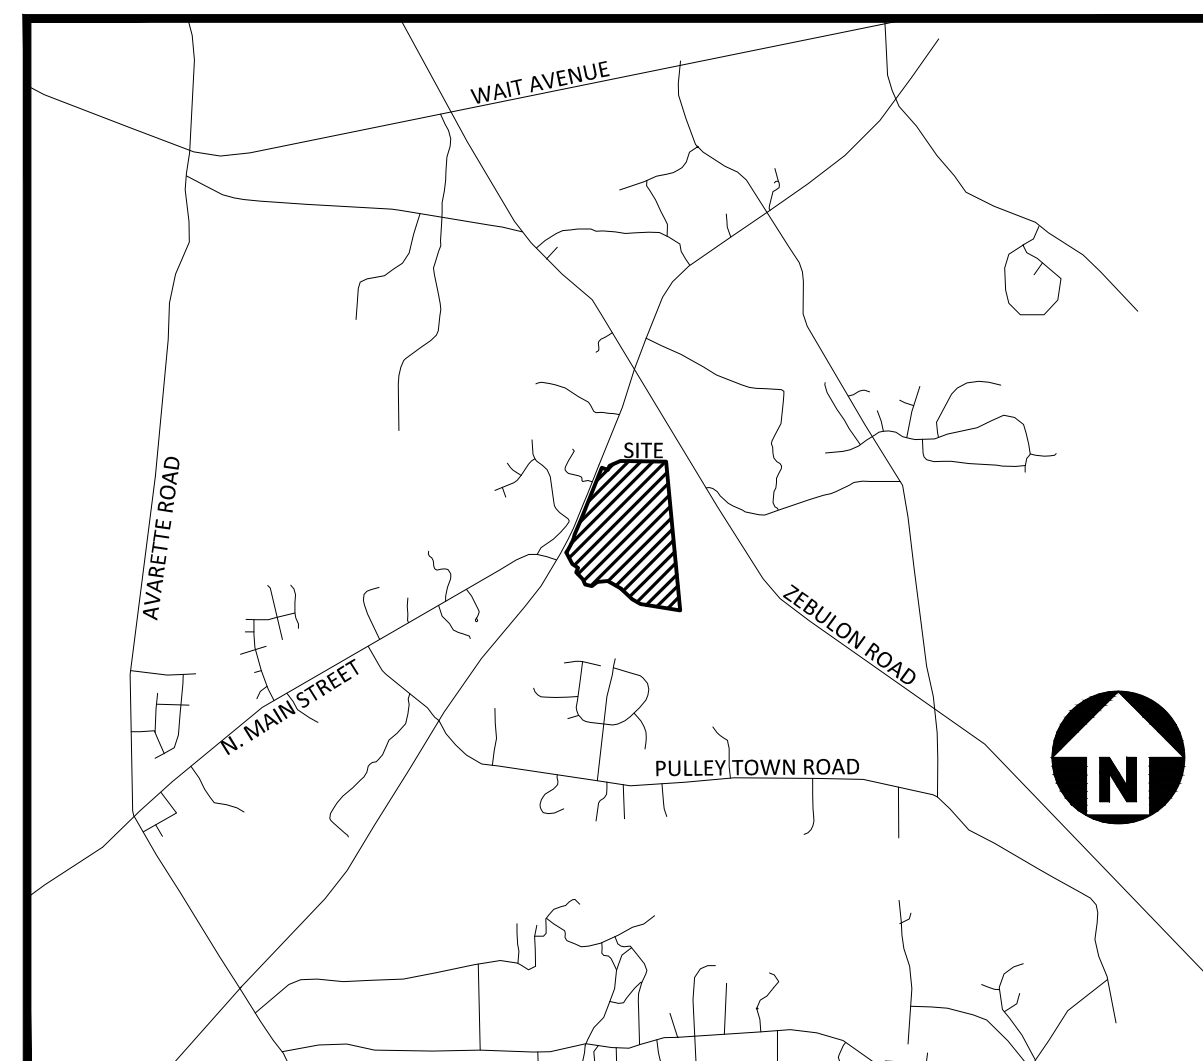 WAIT AVENUE
SITE
AVARETTE ROAD
ZEBULON ROAD
N. MAIN STREET
N
PULLEY TOWN ROAD